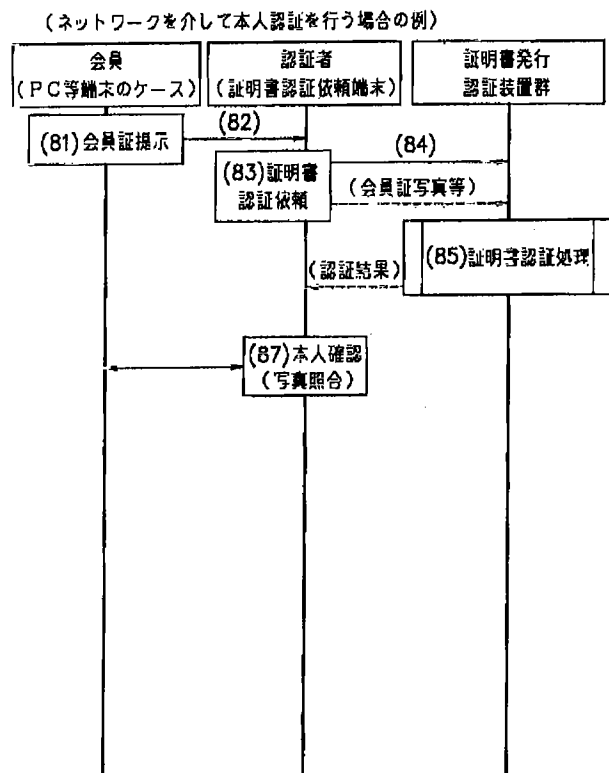 （ネットワークを介して本人認証を行う場合の例）
会員
（ＰＣ等端末のケース）
認証者
（証明書認証依頼端末）
証明書発行
認証装置群
(81)会員証提示
(82)
(83)証明書
認証依頼
(84)
（会員証写真等）
(85)証明書認証処理
（認証結果）
(87)本人確認
（写真照合）